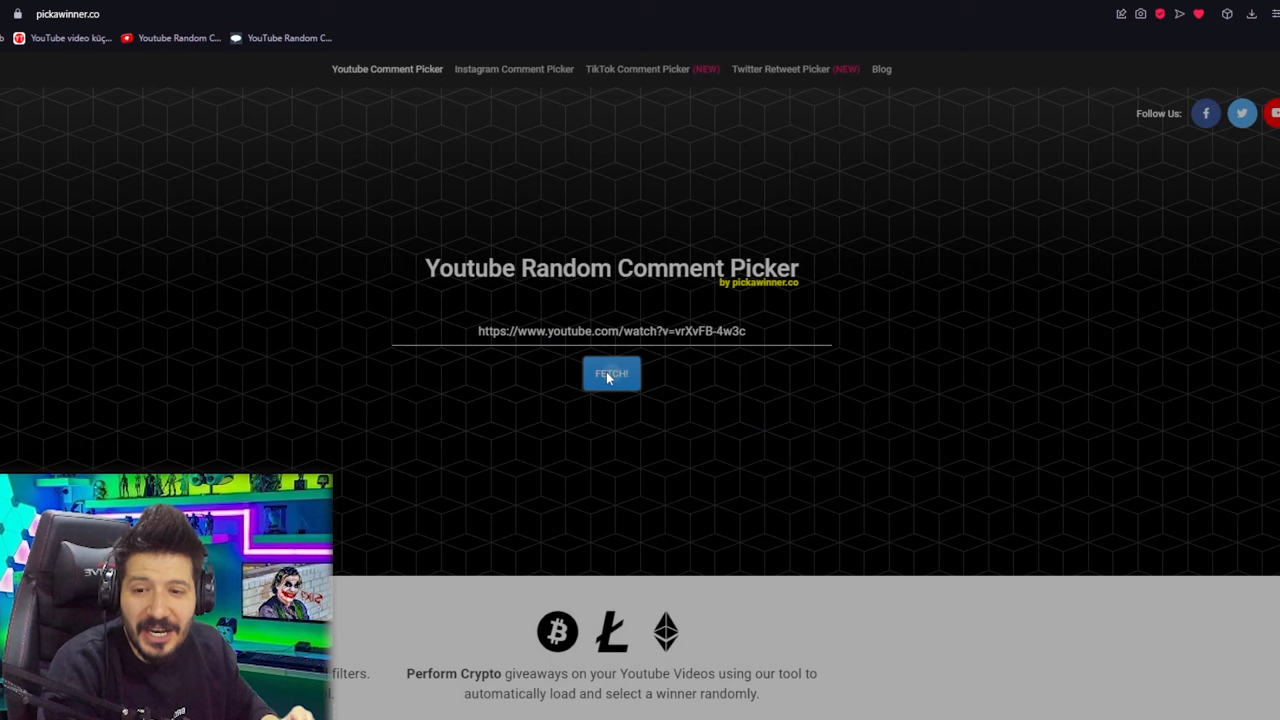 pickawinner.co
YouTube video küç...
Youtube Random C...
YouTube Random C...
Youtube Comment Picker
Instagram Comment Picker
TikTok Comment Picker (NEW)
Twitter Retweet Picker (NEW)
Blog
Follow Us:
Youtube Random Comment Picker
by pickawinner.co
https://www.youtube.com/watch?v=vrXvFB-4w3c
FETCH!
filters.
Perform Crypto giveaways on your Youtube Videos using our tool to
automatically load and select a winner randomly.